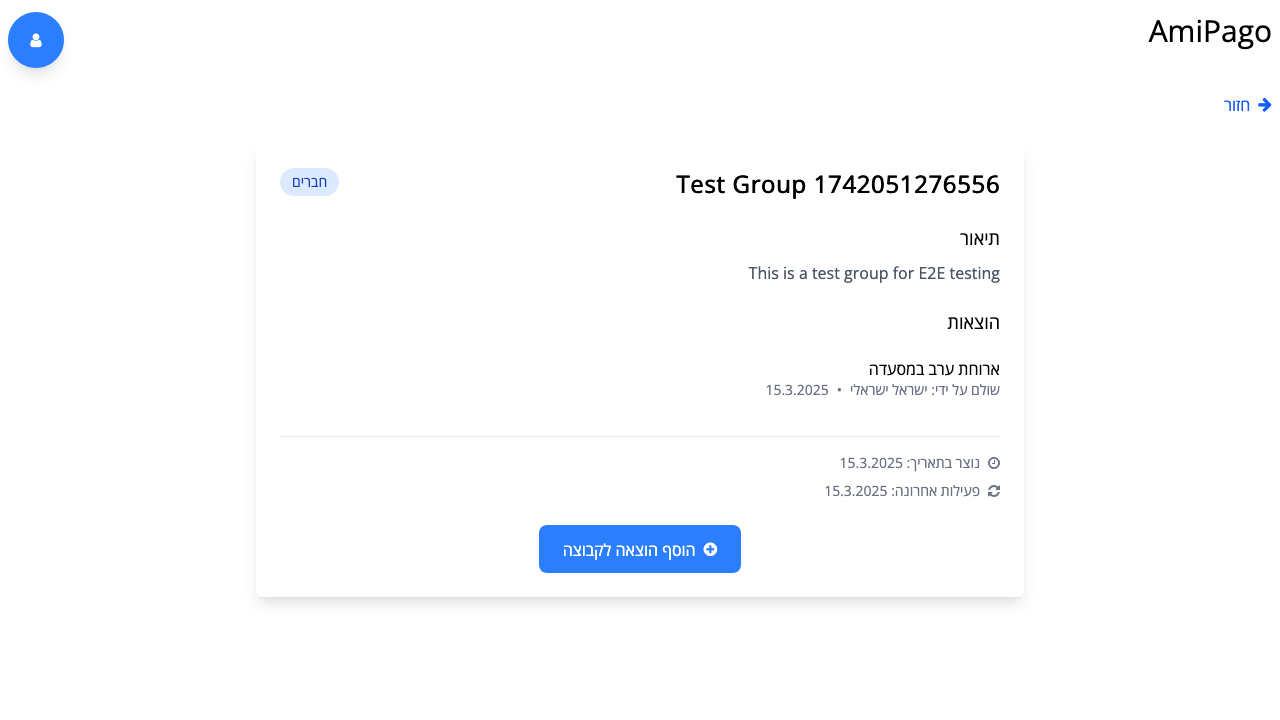 AmiPago
חזור
Test Group 1742051276556
חברים
תיאור
This is a test group for E2E testing
הוצאות
ארוחת ערב במסעדה
שולם על ידי: ישראל ישראלי • 15.3.2025
נוצר בתאריך: 15.3.2025
פעילות אחרונה: 15.3.2025
הוסף הוצאה לקבוצה